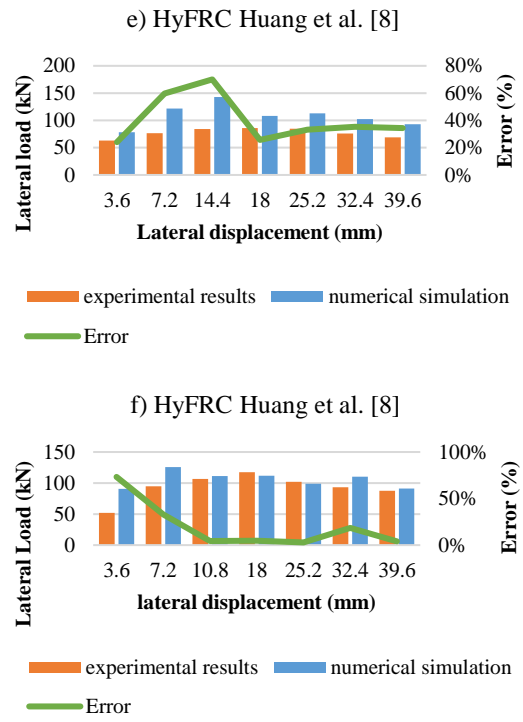 e) HyFRC Huang et al. [8]
Lateral load (kN)
200
150
100
50
0
80%
60%
40%
20%
0%
Error (%)
3.6 7.2 14.4 18 25.2 32.4 39.6
Lateral displacement (mm)
experimental results numerical simulation
Error
f) HyFRC Huang et al. [8]
Lateral Load (kN)
150
100
50
0
100%
50%
0%
Error (%)
3.6 7.2 10.8 18 25.2 32.4 39.6
lateral displacement (mm)
experimental results numerical simulation
Error